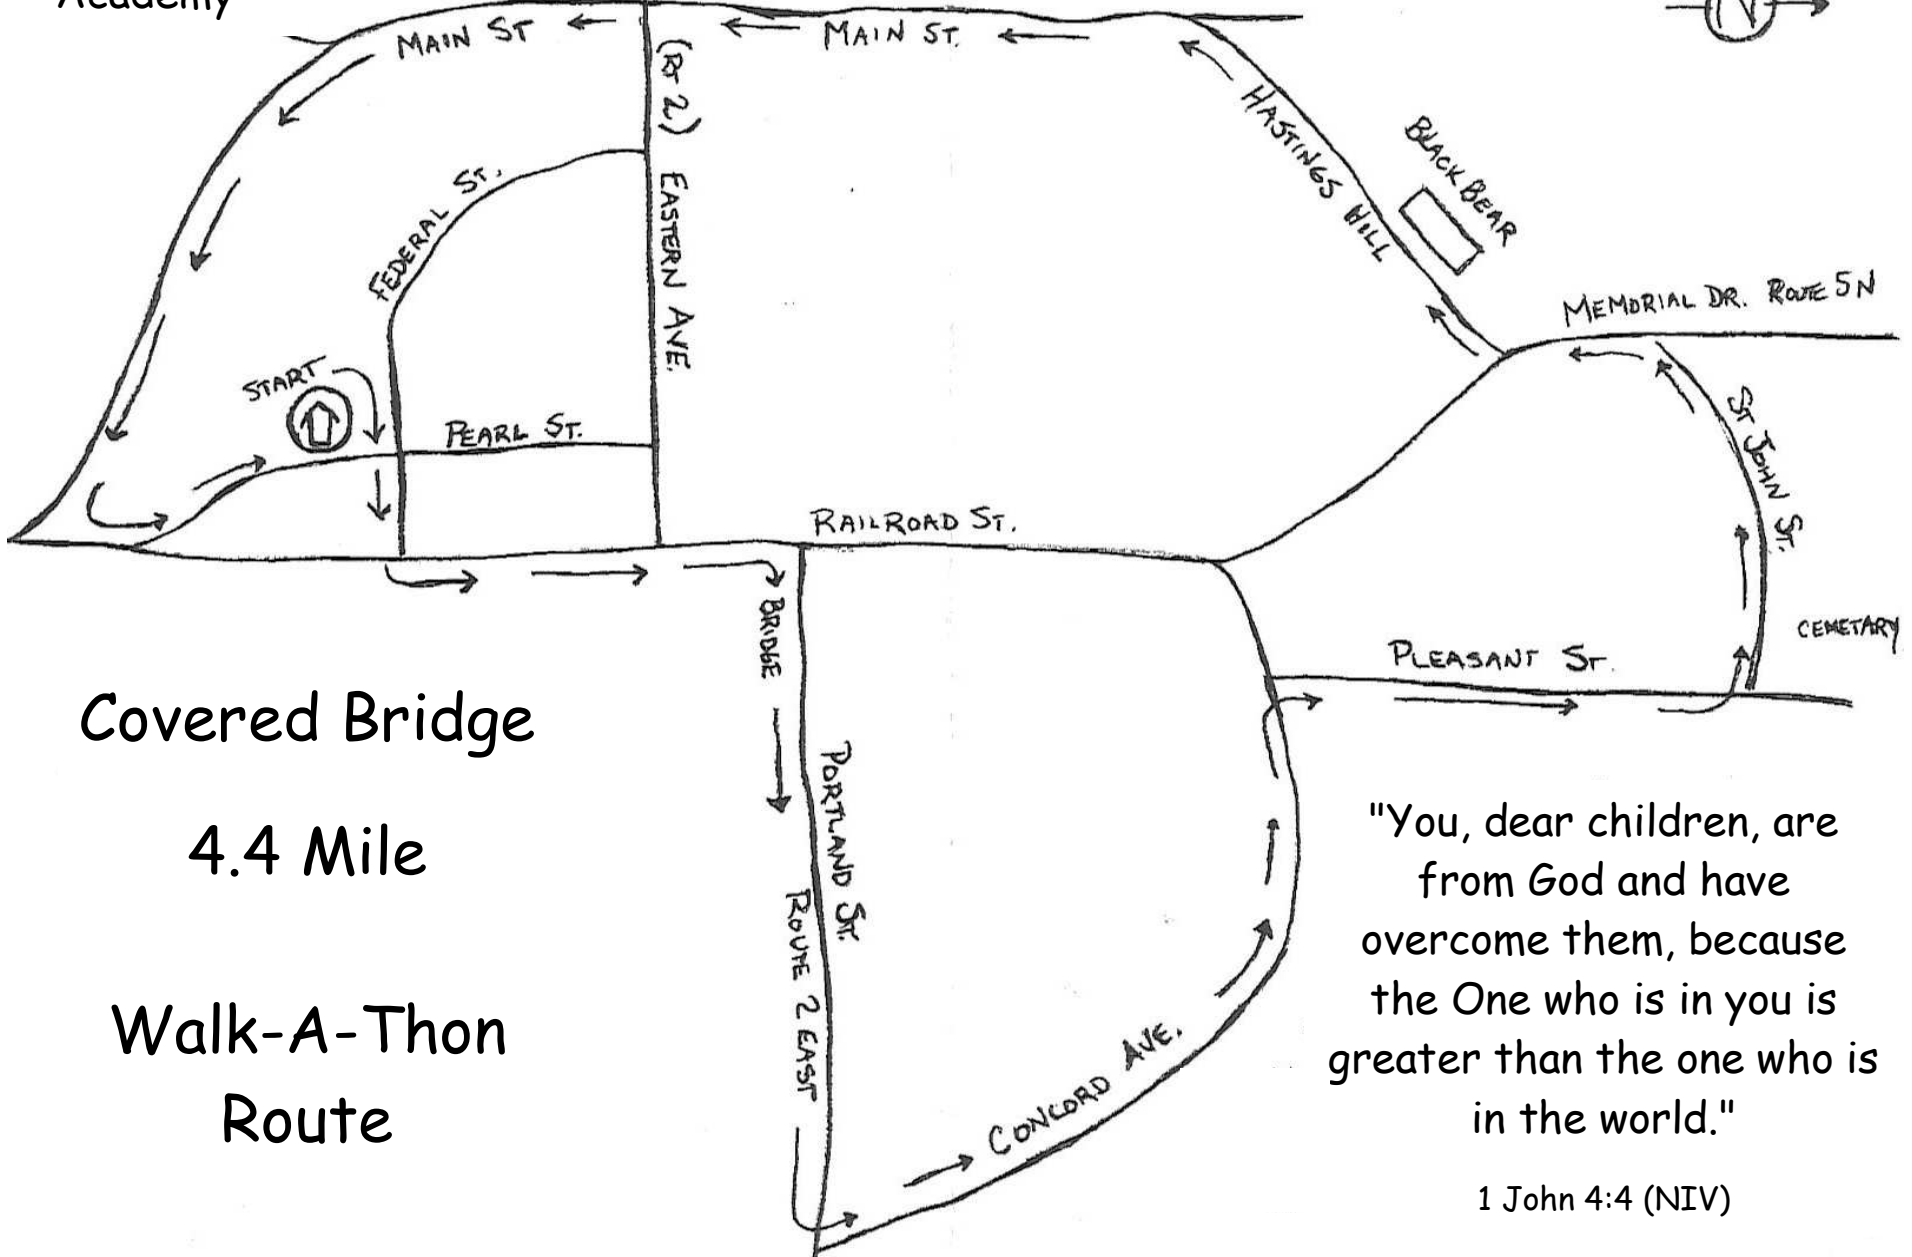 Academy
N
MAIN ST
MAIN ST.
(Rt 2) EASTERN AVE.
HASTINGS HILL
BLACK BEAR
FEDERAL ST.
MEMORIAL DR. ROUTE 5N
START
PEARL ST.
ST JOHN ST.
RAILROAD ST.
BRIDGE
CEMETARY
PLEASANT ST.
PORTLAND ST.
ROUTE 2 EAST
CONCORD AVE.
Covered Bridge
4.4 Mile
Walk-A-Thon
Route
"You, dear children, are
from God and have
overcome them, because
the One who is in you is
greater than the one who is
in the world."
1 John 4:4 (NIV)